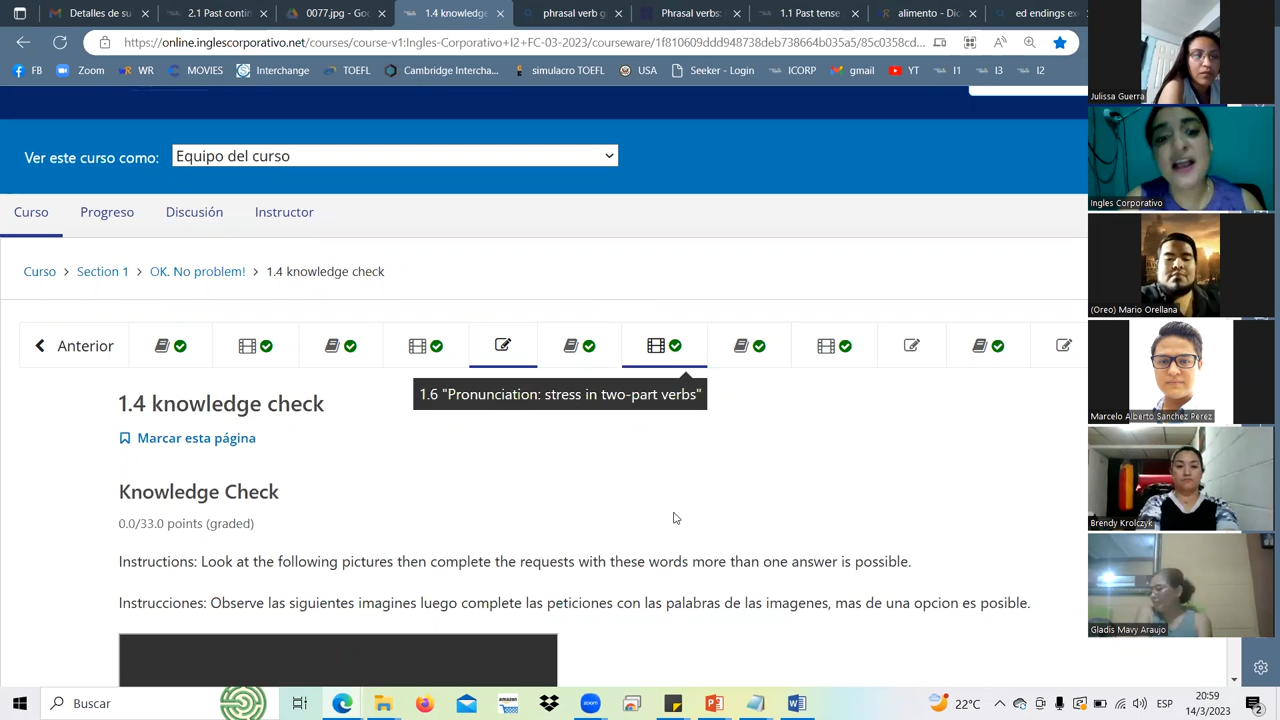 Detalles de su
2.1 Past contin
0077.jpg - Goo
1.4 knowledge
phrasal verb g
Phrasal verbs:
1.1 Past tense
alimento - Dic
ed endings ex
https://online.inglescorporativo.net/courses/course-v1:Ingles-Corporativo+I2+FC-03-2023/courseware/1f810609ddd948738deb738664b035a5/85c0358cd...
FB
Zoom
WR
MOVIES
Interchange
TOEFL
Cambridge Intercha...
simulacro TOEFL
USA
Seeker - Login
ICORP
gmail
YT
I1
I3
I2
Ver este curso como:
Equipo del curso
Curso
Progreso
Discusión
Instructor
Curso > Section 1 > OK. No problem! > 1.4 knowledge check
Anterior
1.6 "Pronunciation: stress in two-part verbs"
1.4 knowledge check
Marcar esta página
Knowledge Check
0.0/33.0 points (graded)
Instructions: Look at the following pictures then complete the requests with these words more than one answer is possible.
Instrucciones: Observe las siguientes imagines luego complete las peticiones con las palabras de las imagenes, mas de una opcion es posible.
Julissa Guerra
Ingles Corporativo
(Oreo) Mario Orellana
Marcelo Alberto Sanchez Perez
Brendy Krolczyk
Gladis Mavy Araujo
Buscar
amazon
zoom
22°C
ESP
20:59
14/3/2023
2